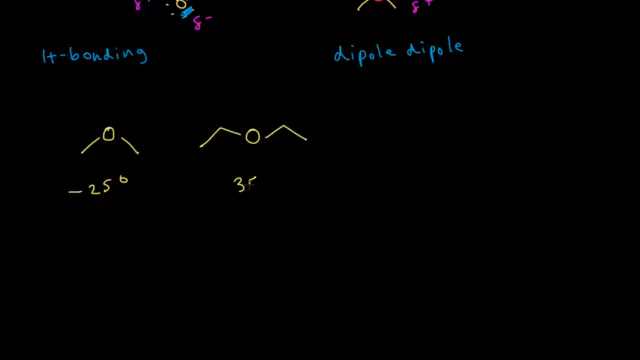 δ- O δ- δ+
H-bonding dipole dipole
O O
-25° 35